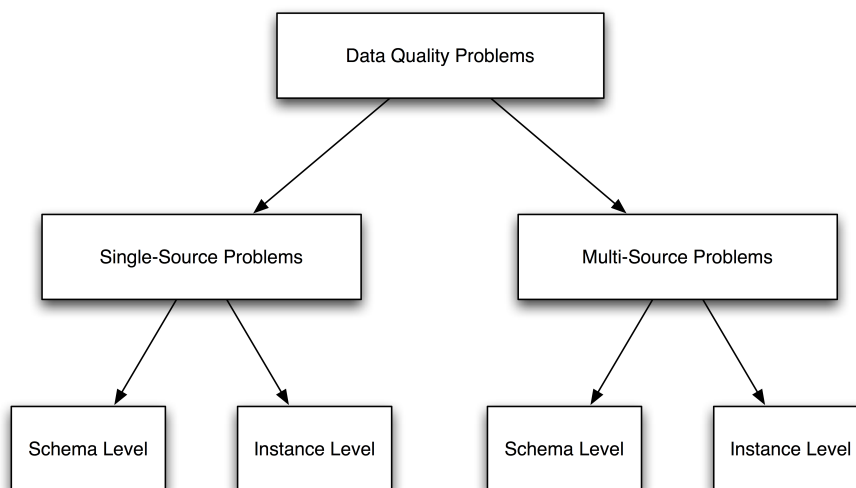 Data Quality Problems
Single-Source Problems
Multi-Source Problems
Schema Level
Instance Level
Schema Level
Instance Level